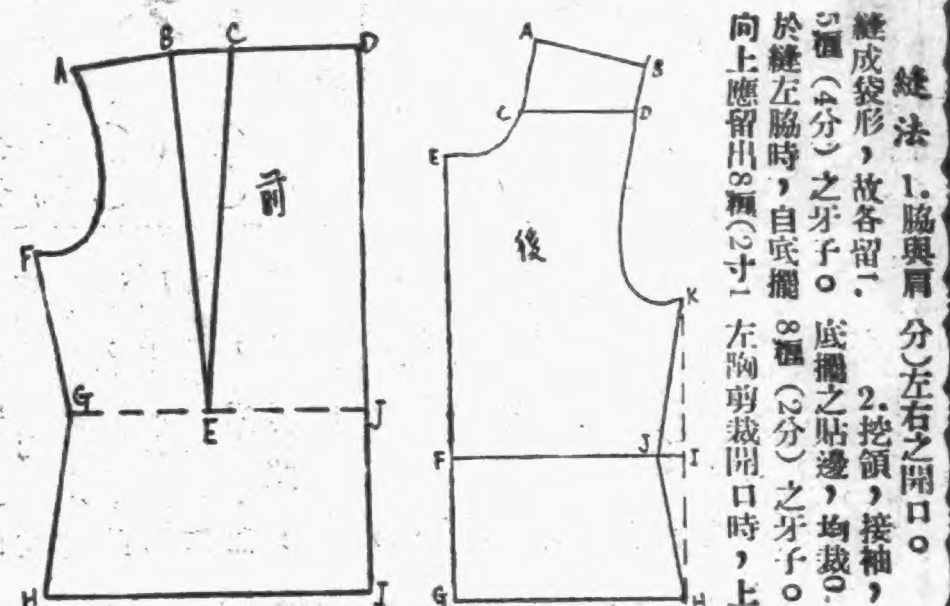 縫法 1.脇與肩
縫成袋形，故各留1.
5糎（4分）之牙子。
於縫左脇時，自底擺
向上應留出8糎(2寸1
分)左右之開口。
2.挖領，接袖，
底擺之貼邊，均裁0.
8糎（2分）之牙子。
左胸剪裁開口時，上
A
B
C
D
前
F
G
E
J
H
I
A
B
C
D
E
後
K
F
J
I
G
H